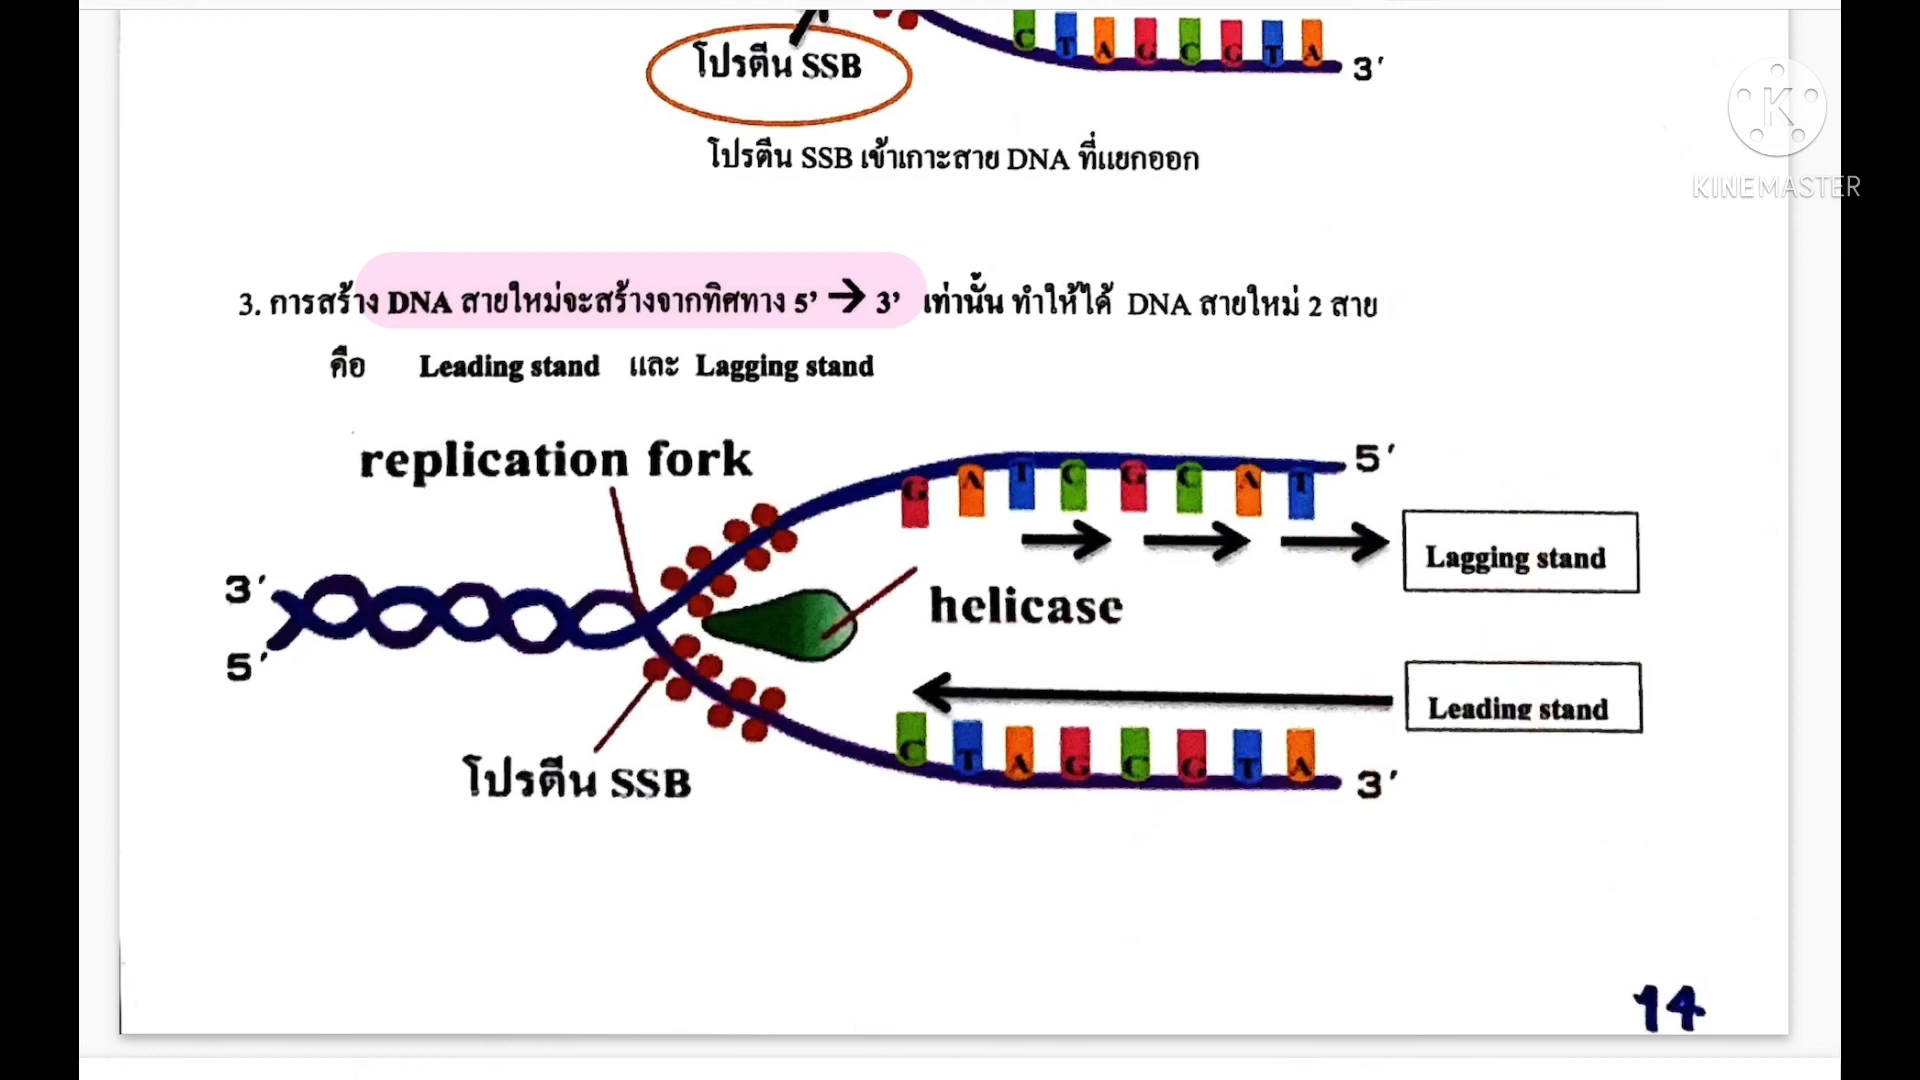 C T A G C G T A
3′
โปรตีน SSB
โปรตีน SSB เข้าเกาะสาย DNA ที่แยกออก
KINEMASTER
3. การสร้าง DNA สายใหม่จะสร้างจากทิศทาง 5’ → 3’ เท่านั้น ทำให้ได้ DNA สายใหม่ 2 สาย
คือ Leading stand และ Lagging stand
replication fork
5′
G A T C G C A T
Lagging stand
3′
helicase
5′
Leading stand
C T A G C G T A
โปรตีน SSB
3′
14